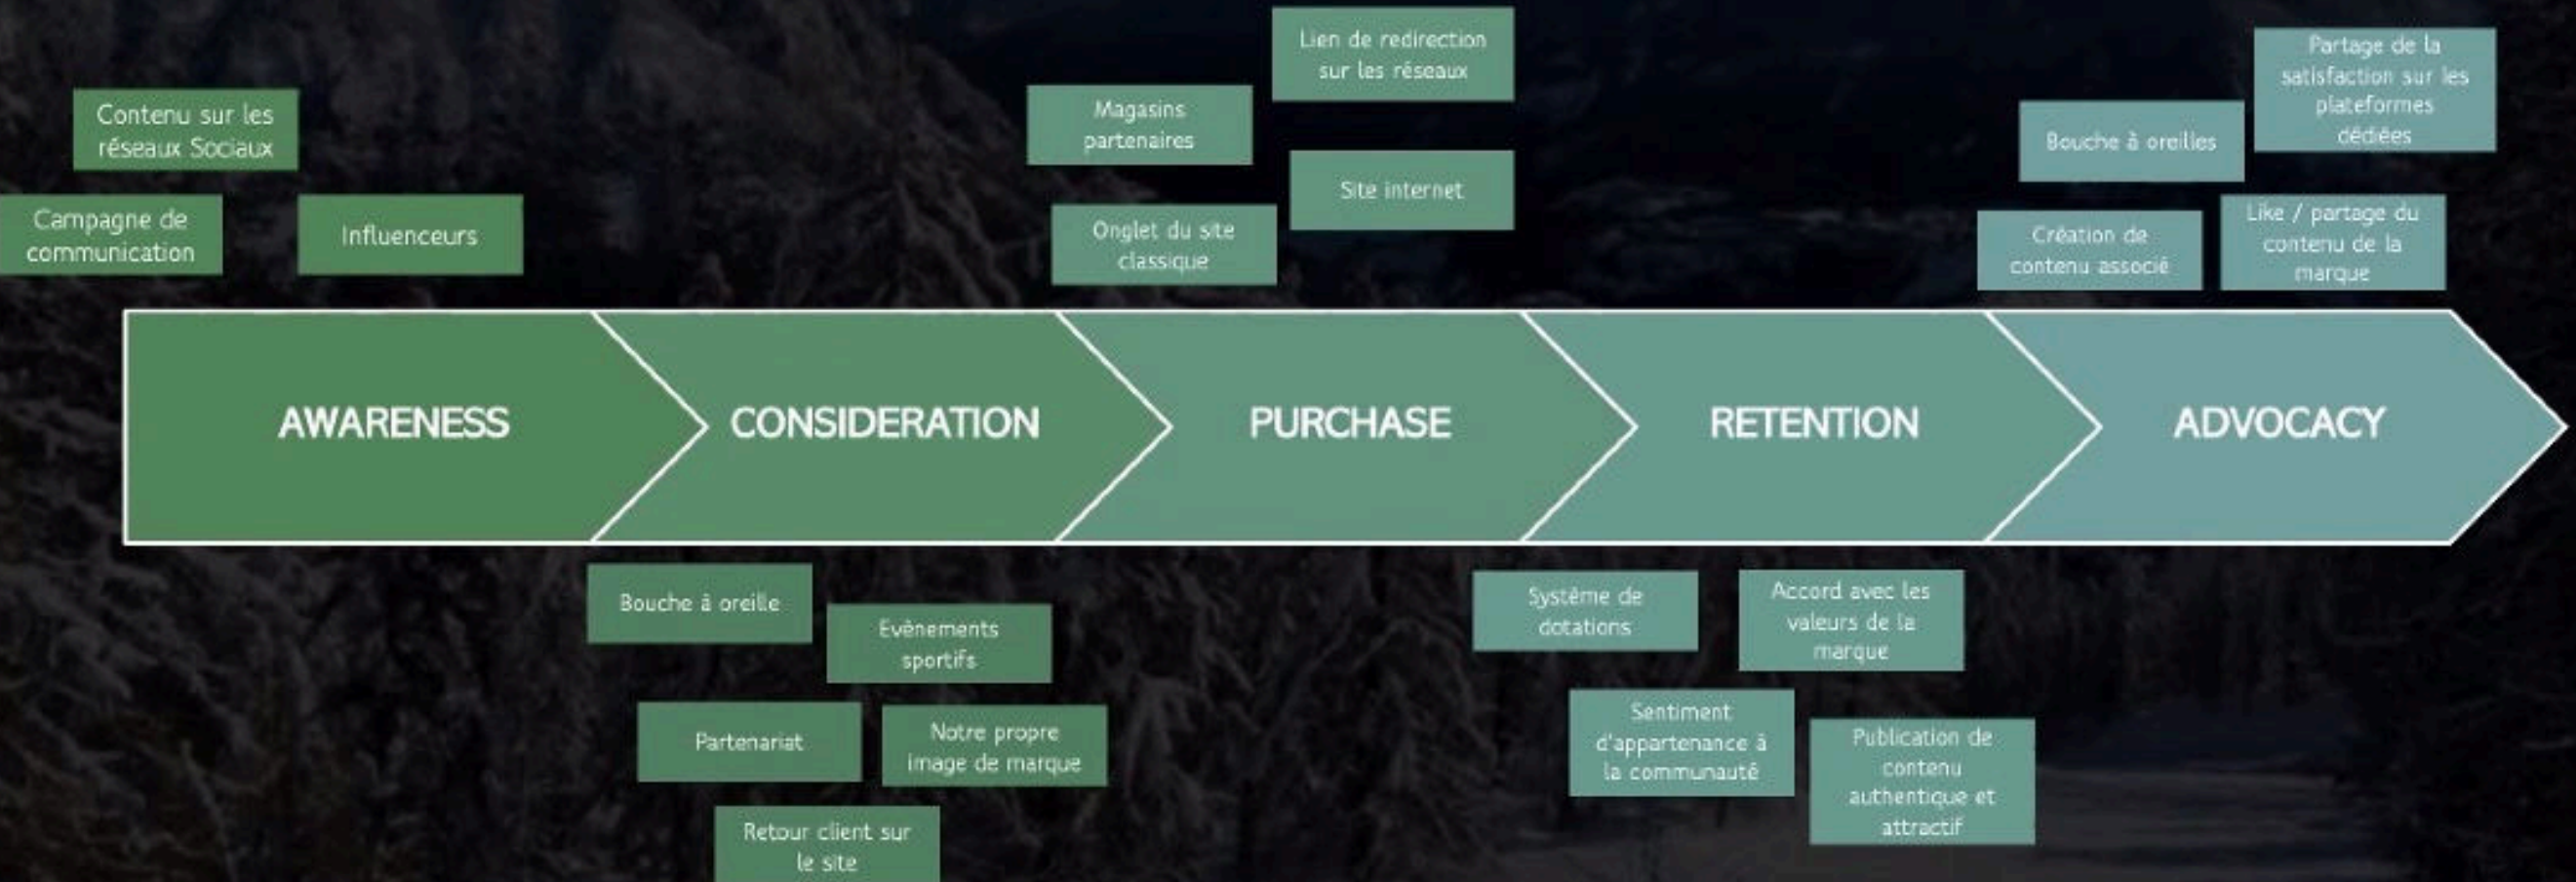 Contenu sur les
réseaux Sociaux
Campagne de
communication
Influenceurs
Lien de redirection
sur les réseaux
Magasins
partenaires
Site internet
Onglet du site
classique
Partage de la
satisfaction sur les
plateformes
dédiées
Bouche à oreilles
Création de
contenu associé
Like / partage du
contenu de la
marque
AWARENESS
CONSIDERATION
PURCHASE
RETENTION
ADVOCACY
Bouche à oreille
Evènements
sportifs
Partenariat
Notre propre
image de marque
Retour client sur
le site
Système de
dotations
Accord avec les
valeurs de la
marque
Sentiment
d'appartenance à
la communauté
Publication de
contenu
authentique et
attractif